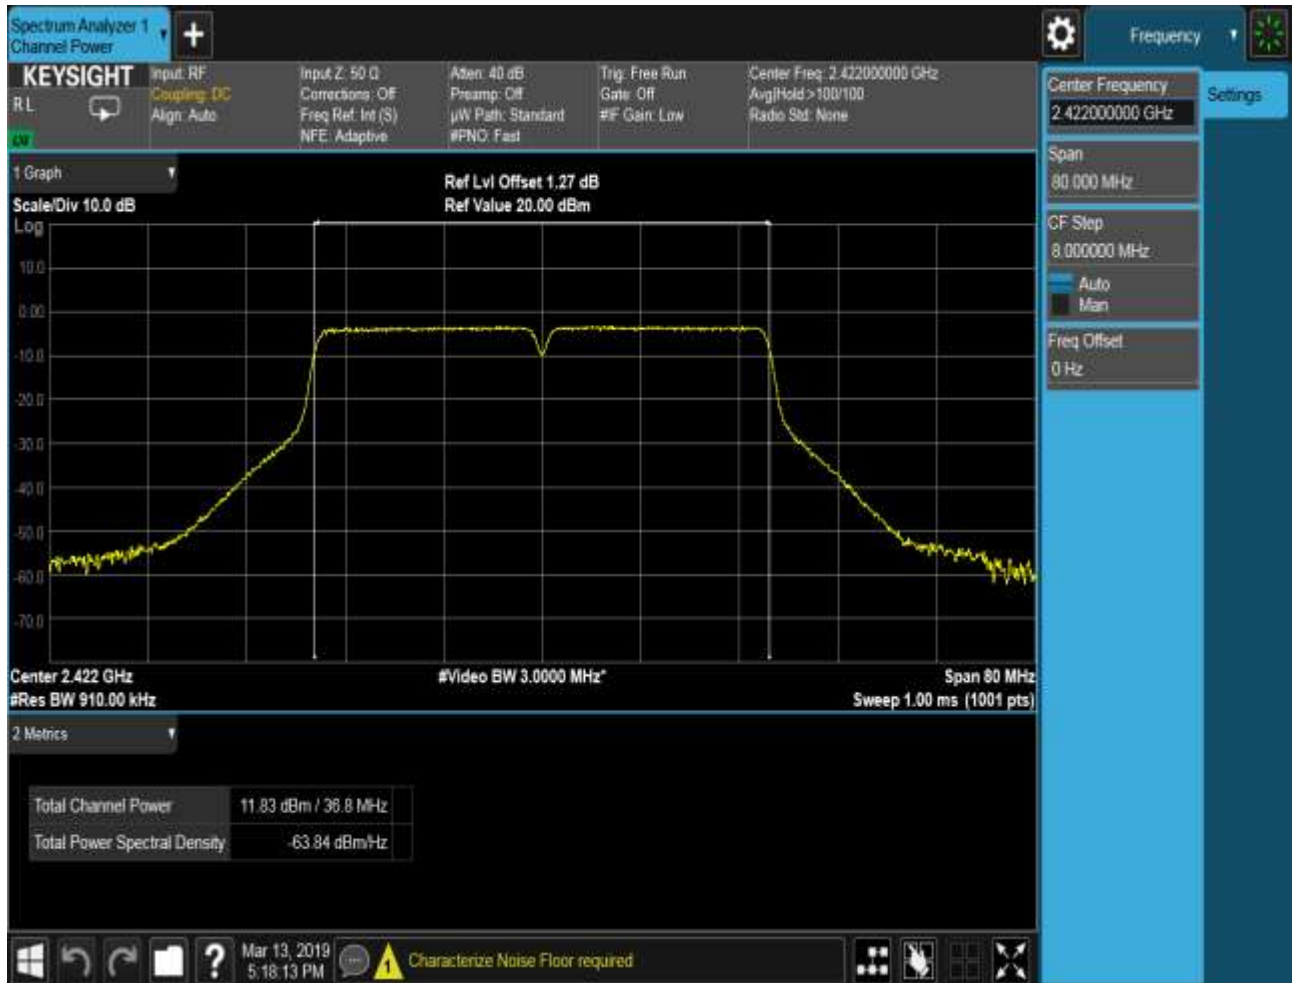 Spectrum Analyzer 1
Channel Power
Frequency
KEYSIGHT
R L
Input: RF
Coupling: DC
Align: Auto
Input Z: 50 Ω
Corrections: Off
Freq Ref: Int (S)
NFE: Adaptive
Atten: 40 dB
Preamp: Off
µW Path: Standard
#PNO: Fast
Trig: Free Run
Gate: Off
#IF Gain: Low
Center Freq: 2.422000000 GHz
Avg|Hold:>100/100
Radio Std: None
Center Frequency
2.422000000 GHz
Settings
Span
80.000 MHz
CF Step
8.000000 MHz
Auto
Man
Freq Offset
0 Hz
1 Graph
Scale/Div 10.0 dB
Ref Lvl Offset 1.27 dB
Ref Value 20.00 dBm
Log
10.0
0.00
-10.0
-20.0
-30.0
-40.0
-50.0
-60.0
-70.0
Center 2.422 GHz
#Video BW 3.0000 MHz*
Span 80 MHz
#Res BW 910.00 kHz
Sweep 1.00 ms (1001 pts)
2 Metrics
Total Channel Power 11.83 dBm / 36.8 MHz
Total Power Spectral Density -63.84 dBm/Hz
?
Mar 13, 2019
5:18:13 PM
1
Characterize Noise Floor required